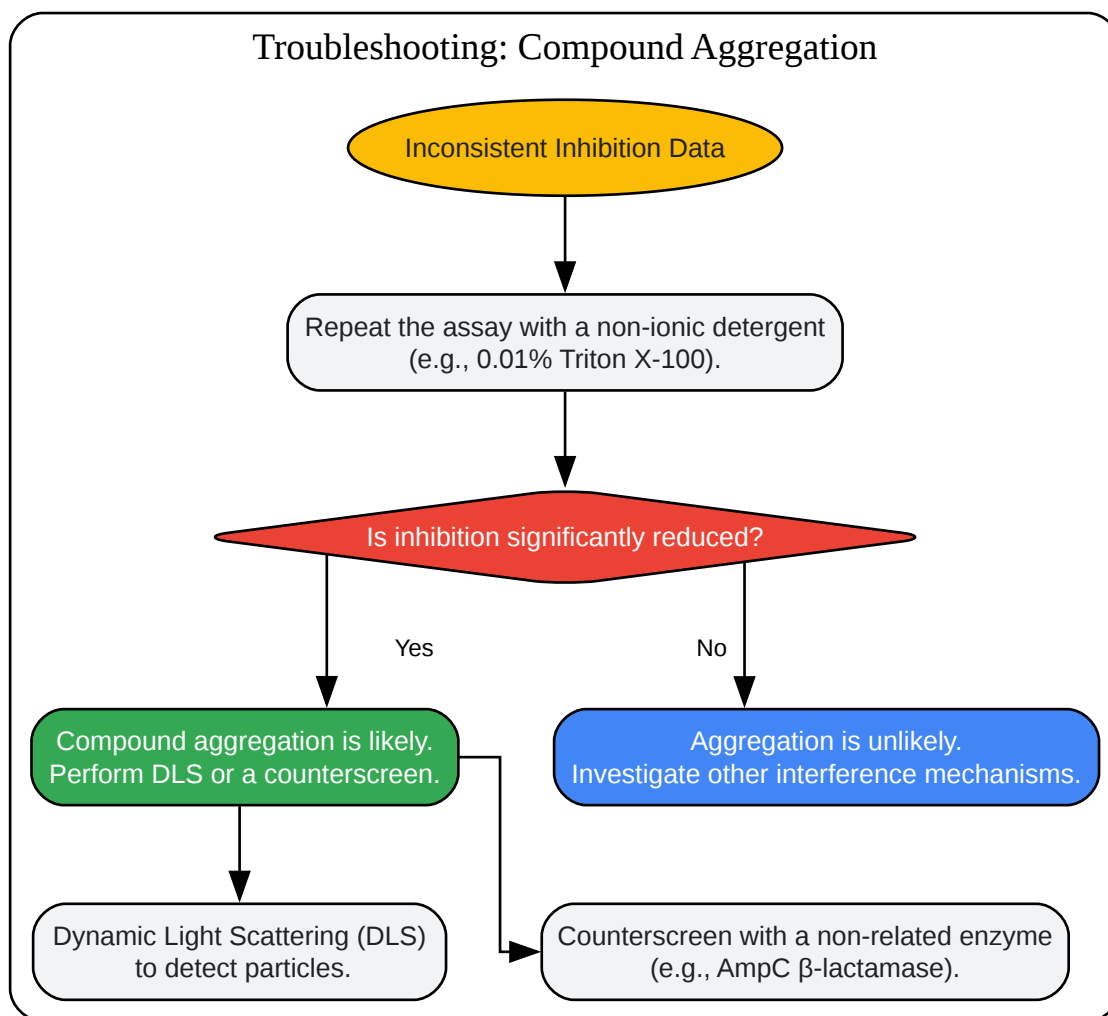 Troubleshooting: Compound Aggregation
Inconsistent Inhibition Data
Repeat the assay with a non-ionic detergent
(e.g., 0.01% Triton X-100).
Is inhibition significantly reduced?
Yes
No
Compound aggregation is likely.
Perform DLS or a counterscreen.
Aggregation is unlikely.
Investigate other interference mechanisms.
Dynamic Light Scattering (DLS)
to detect particles.
Counterscreen with a non-related enzyme
(e.g., AmpC β-lactamase).